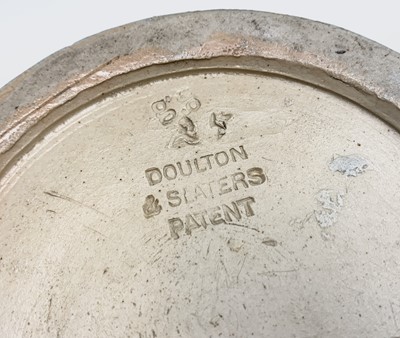 DOULTON
& SLATERS
PATENT